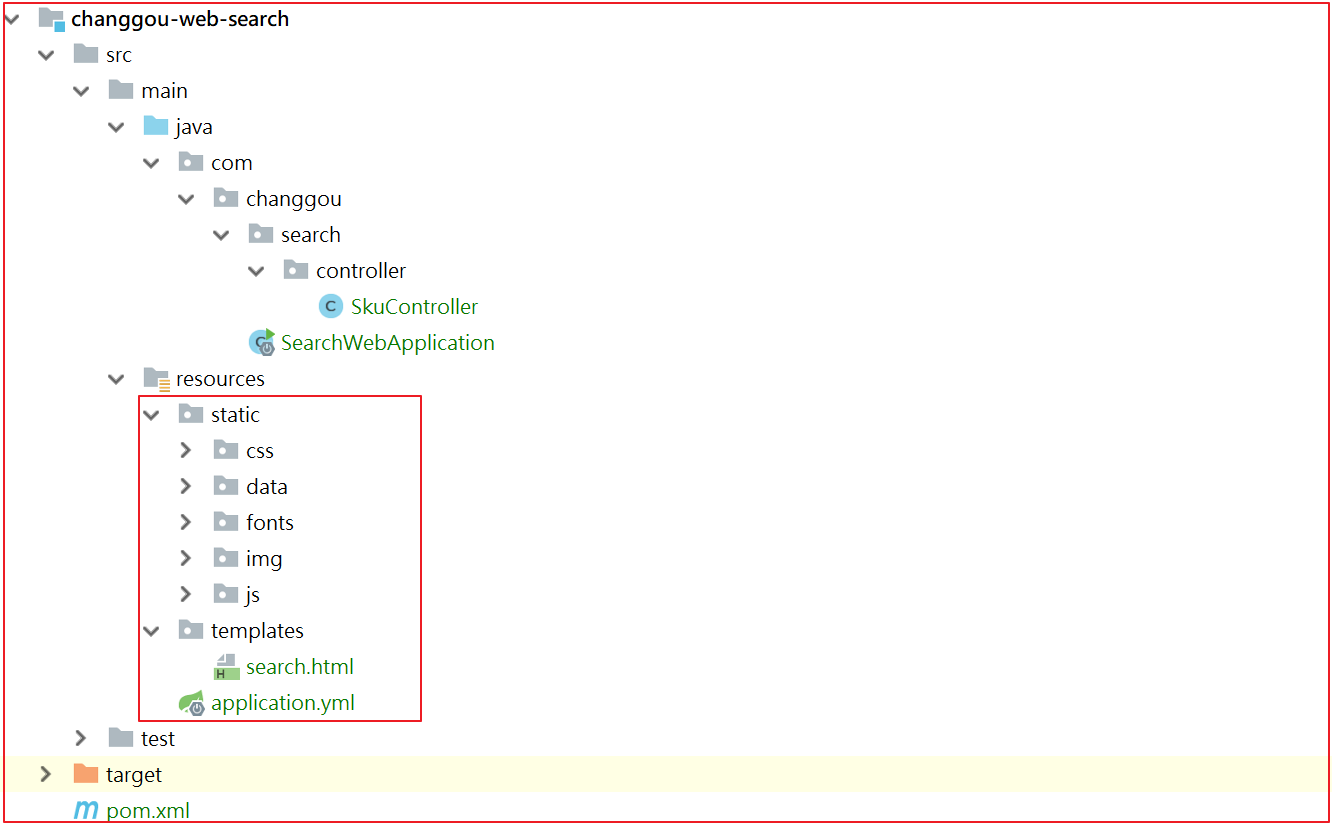 changgou-web-search
src
main
java
com
changgou
search
controller
C SkuController
C SearchWebApplication
resources
static
css
data
fonts
img
js
templates
H search.html
application.yml
test
target
m pom.xml